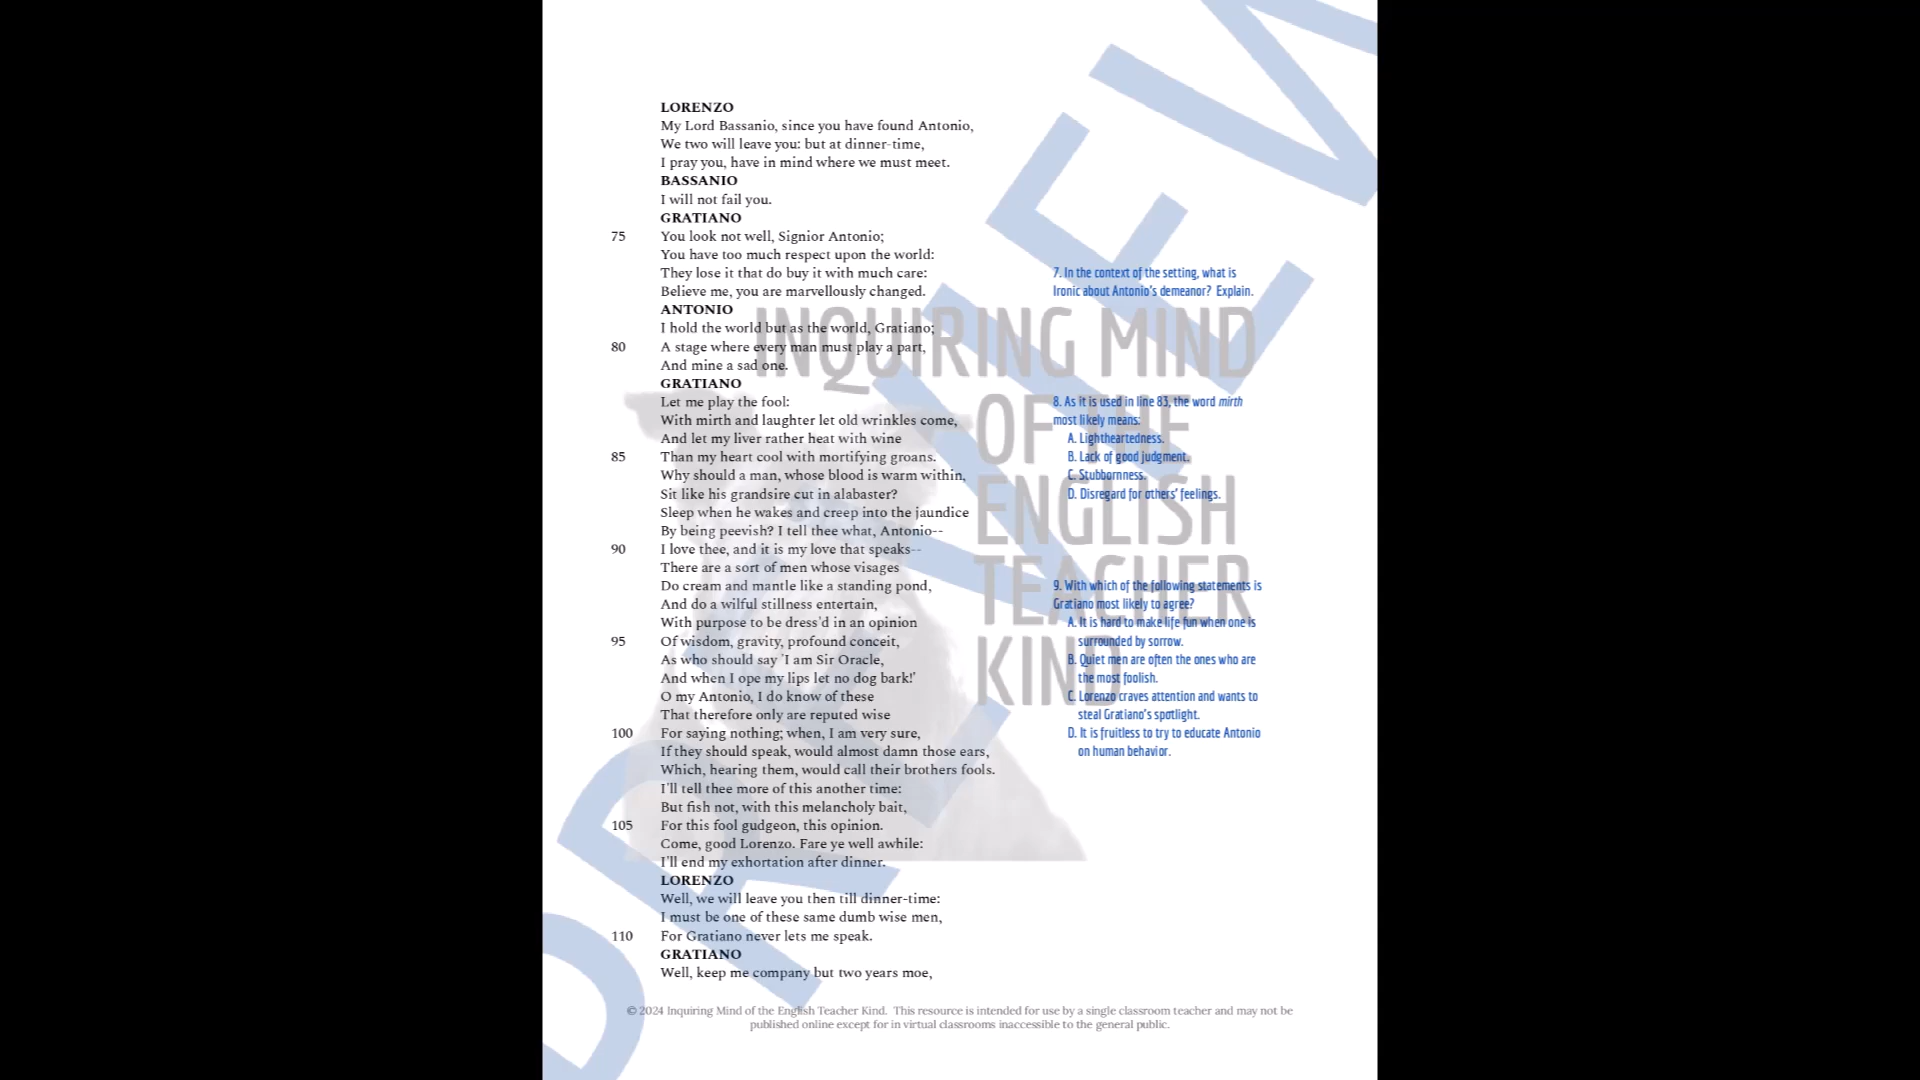 LORENZO
My Lord Bassanio, since you have found Antonio,
We two will leave you: but at dinner-time,
I pray you, have in mind where we must meet.
BASSANIO
I will not fail you.
GRATIANO
75 You look not well, Signior Antonio;
You have too much respect upon the world:
They lose it that do buy it with much care:
Believe me, you are marvellously changed.
ANTONIO
I hold the world but as the world, Gratiano;
80 A stage where every man must play a part,
And mine a sad one.
GRATIANO
Let me play the fool:
With mirth and laughter let old wrinkles come,
And let my liver rather heat with wine
85 Than my heart cool with mortifying groans.
Why should a man, whose blood is warm within,
Sit like his grandsire cut in alabaster?
Sleep when he wakes and creep into the jaundice
By being peevish? I tell thee what, Antonio--
90 I love thee, and it is my love that speaks--
There are a sort of men whose visages
Do cream and mantle like a standing pond,
And do a wilful stillness entertain,
With purpose to be dress'd in an opinion
95 Of wisdom, gravity, profound conceit,
As who should say 'I am Sir Oracle,
And when I ope my lips let no dog bark!'
O my Antonio, I do know of these
That therefore only are reputed wise
100 For saying nothing; when, I am very sure,
If they should speak, would almost damn those ears,
Which, hearing them, would call their brothers fools.
I'll tell thee more of this another time:
But fish not, with this melancholy bait,
105 For this fool gudgeon, this opinion.
Come, good Lorenzo. Fare ye well awhile:
I'll end my exhortation after dinner.
LORENZO
Well, we will leave you then till dinner-time:
I must be one of these same dumb wise men,
110 For Gratiano never lets me speak.
GRATIANO
Well, keep me company but two years moe,
7. In the context of the setting, what is
Ironic about Antonio's demeanor? Explain.
8. As it is used in line 83, the word mirth
most likely means:
A. Lightheartedness.
B. Lack of good judgment.
C. Stubbornness.
D. Disregard for others' feelings.
9. With which of the following statements is
Gratiano most likely to agree?
A. It is hard to make life fun when one is
surrounded by sorrow.
B. Quiet men are often the ones who are
the most foolish.
C. Lorenzo craves attention and wants to
steal Gratiano's spotlight.
D. It is fruitless to try to educate Antonio
on human behavior.
INQUIRING MIND
OF THE
ENGLISH
TEACHER
KIND
PREVIEW
© 2024 Inquiring Mind of the English Teacher Kind. This resource is intended for use by a single classroom teacher and may not be
published online except for in virtual classrooms inaccessible to the general public.